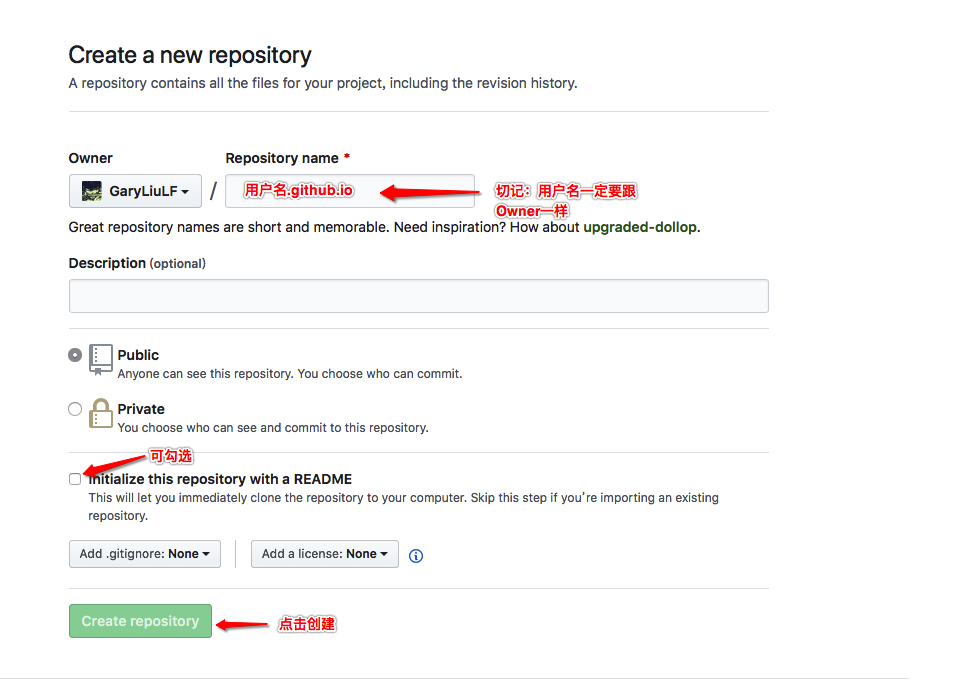 Create a new repository
A repository contains all the files for your project, including the revision history.
Owner
Repository name *
GaryLiuLF
/
用户名.github.io
切记：用户名一定要跟
Owner一样
Great repository names are short and memorable. Need inspiration? How about upgraded-dollop.
Description (optional)
Public
Anyone can see this repository. You choose who can commit.
Private
You choose who can see and commit to this repository.
可勾选
Initialize this repository with a README
This will let you immediately clone the repository to your computer. Skip this step if you're importing an existing
repository.
Add .gitignore: None
Add a license: None
Create repository
点击创建